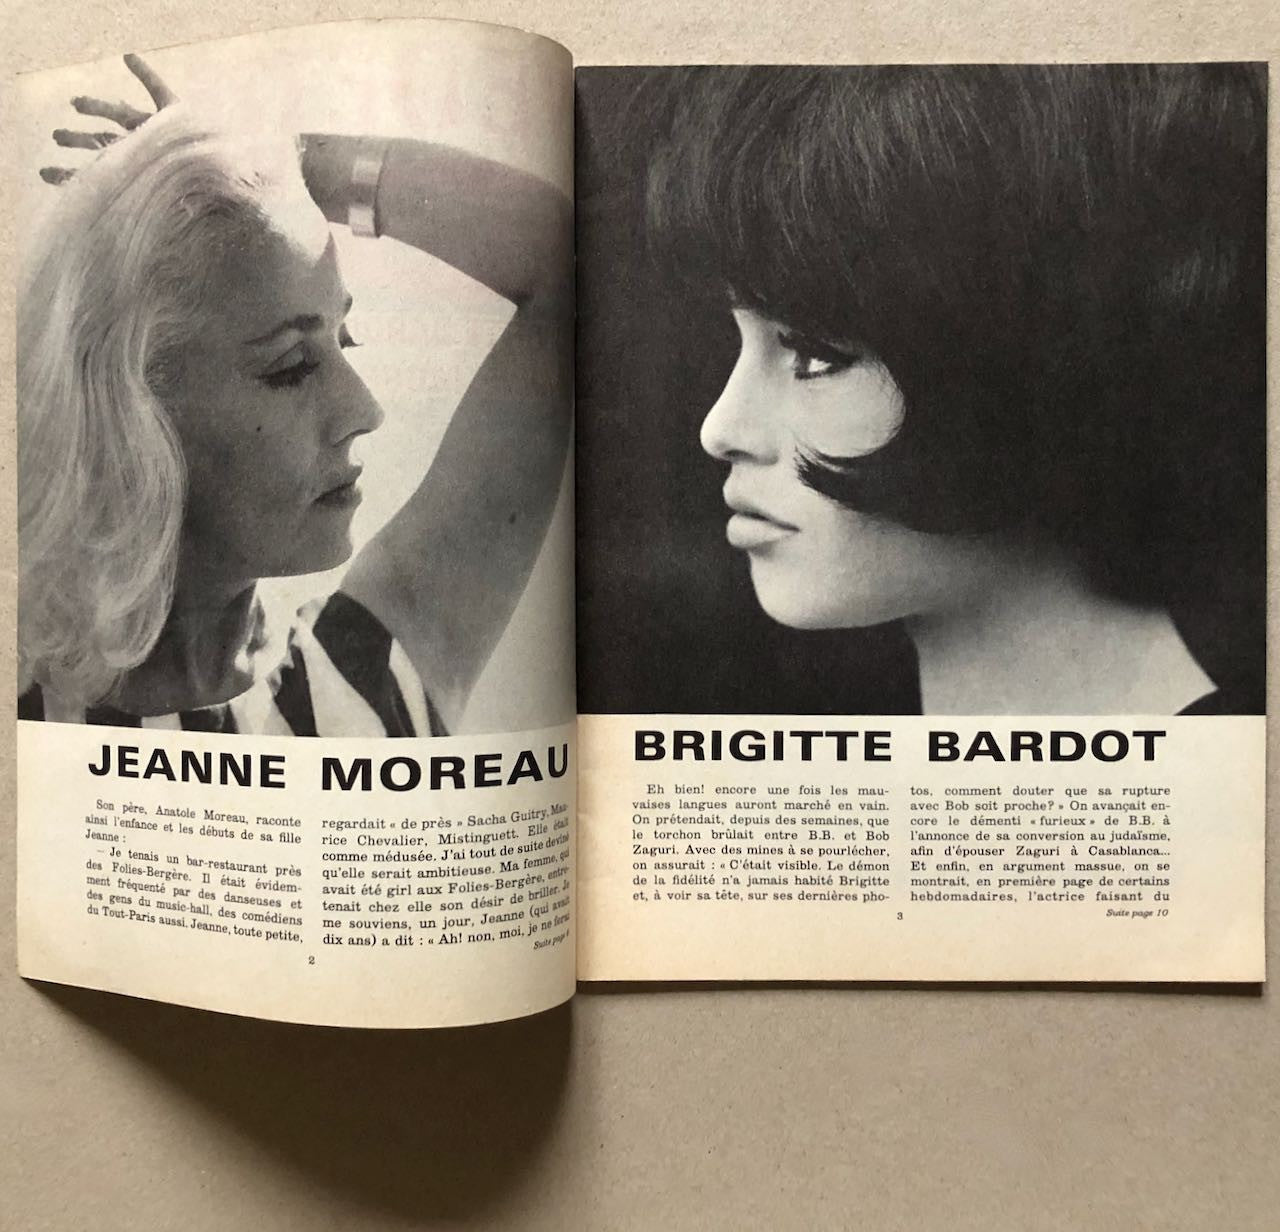 JEANNE MOREAU
Son père, Anatole Moreau, raconte
ainsi l'enfance et les débuts de sa fille
Jeanne :
— Je tenais un bar-restaurant près
des Folies-Bergère. Il était évidem-
ment fréquenté par des danseuses et
des gens du music-hall, des comédiens
du Tout-Paris aussi. Jeanne, toute petite,
regardait « de près » Sacha Guitry, Mau-
rice Chevalier, Mistinguett. Elle était
comme médusée. J'ai tout de suite deviné
qu'elle serait ambitieuse. Ma femme, qui
avait été girl aux Folies-Bergère, entre-
tenait chez elle son désir de briller. Je
me souviens, un jour, Jeanne (qui avait
dix ans) a dit : « Ah! non, moi, je ne ferai
Suite page
2
BRIGITTE BARDOT
Eh bien! encore une fois les mau-
vaises langues auront marché en vain.
On prétendait, depuis des semaines, que
le torchon brûlait entre B.B. et Bob
Zaguri. Avec des mines à se pourlécher,
on assurait : « C'était visible. Le démon
de la fidélité n'a jamais habité Brigitte
et, à voir sa tête, sur ses dernières pho-
tos, comment douter que sa rupture
avec Bob soit proche? » On avançait en-
core le démenti « furieux » de B.B. à
l'annonce de sa conversion au judaïsme,
afin d'épouser Zaguri à Casablanca...
Et enfin, en argument massue, on se
montrait, en première page de certains
hebdomadaires, l'actrice faisant du
Suite page 10
3